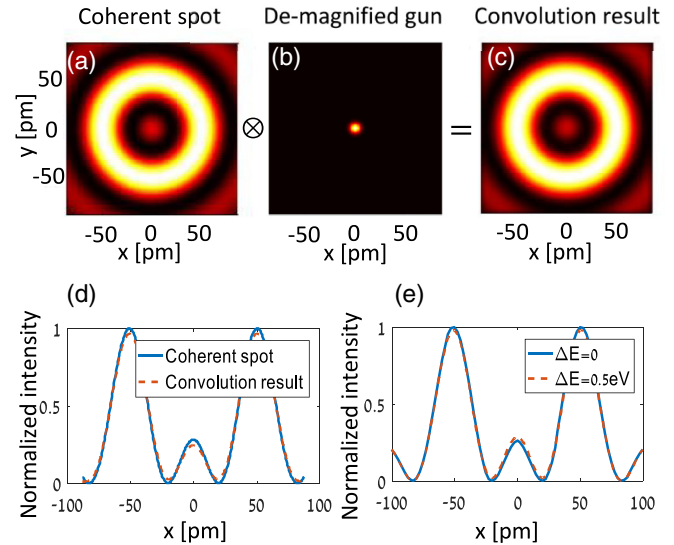 Coherent spot De-magnified gun Convolution result
(a) (b) (c)
50
0
-50
y [pm]
⊗ =
-50 0 50 -50 0 50 -50 0 50
x [pm] x [pm] x [pm]
(d) (e)
Normalized intensity
1
0.5
0
Coherent spot
Convolution result
-100 -50 0 50 100
x [pm]
Normalized intensity
1
0.5
0
ΔE=0
ΔE=0.5eV
-100 -50 0 50 100
x [pm]